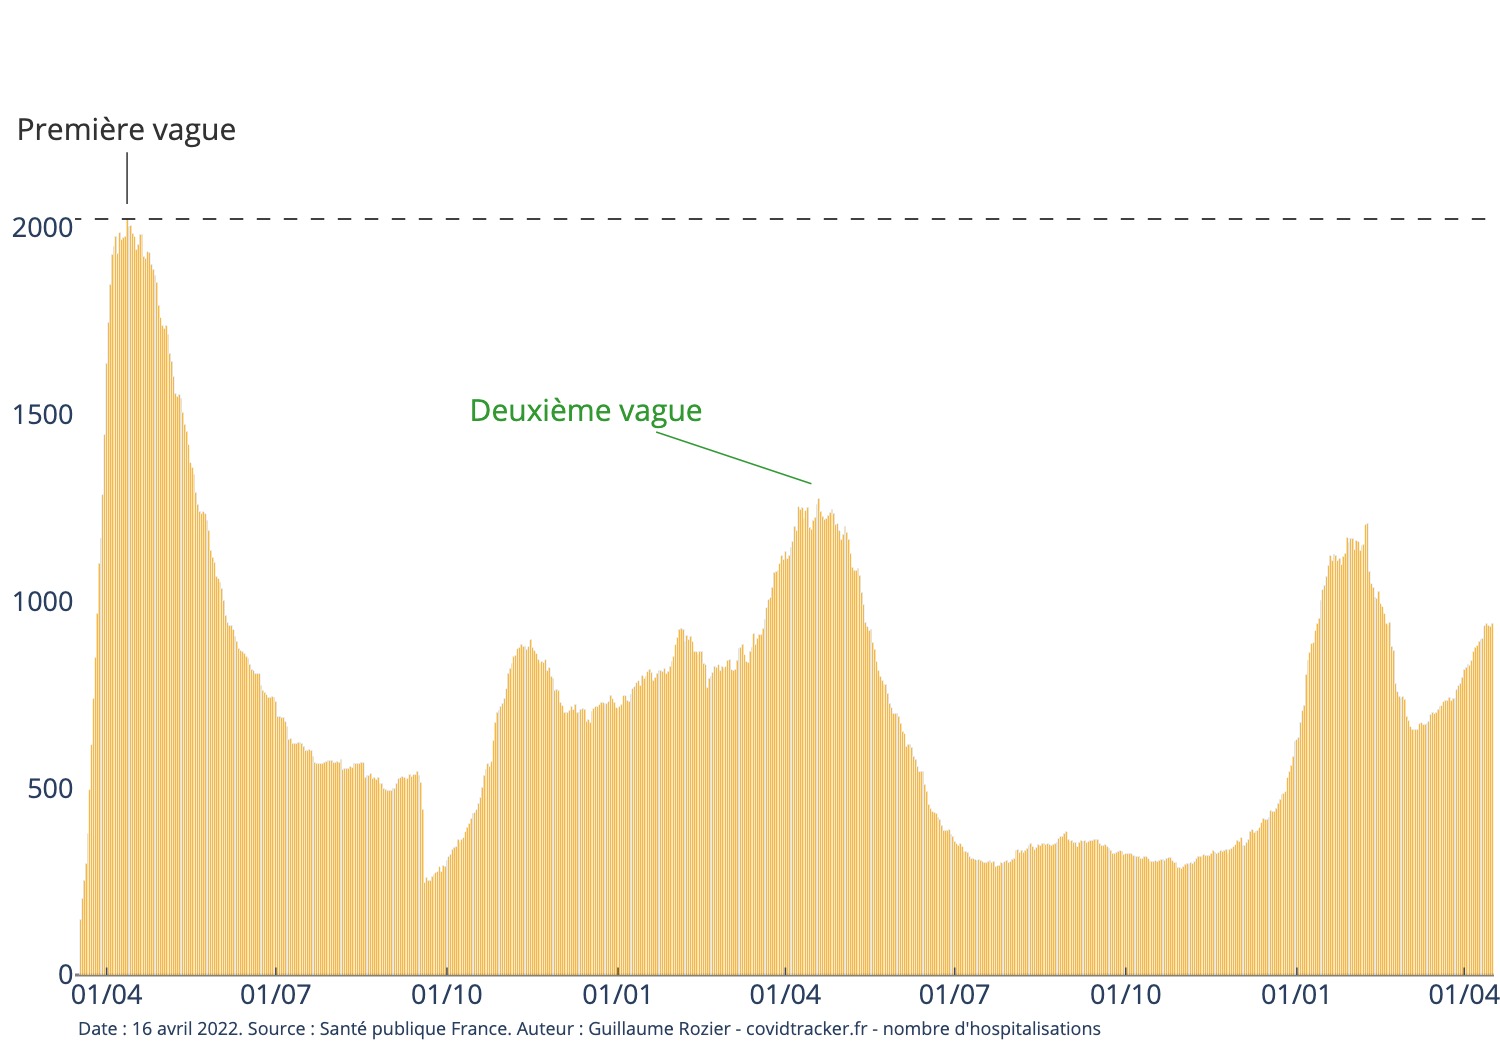 Première vague
2000
1500
Deuxième vague
1000
500
0
01/04 01/07 01/10 01/01 01/04 01/07 01/10 01/01 01/04
Date : 16 avril 2022. Source : Santé publique France. Auteur : Guillaume Rozier - covidtracker.fr - nombre d'hospitalisations